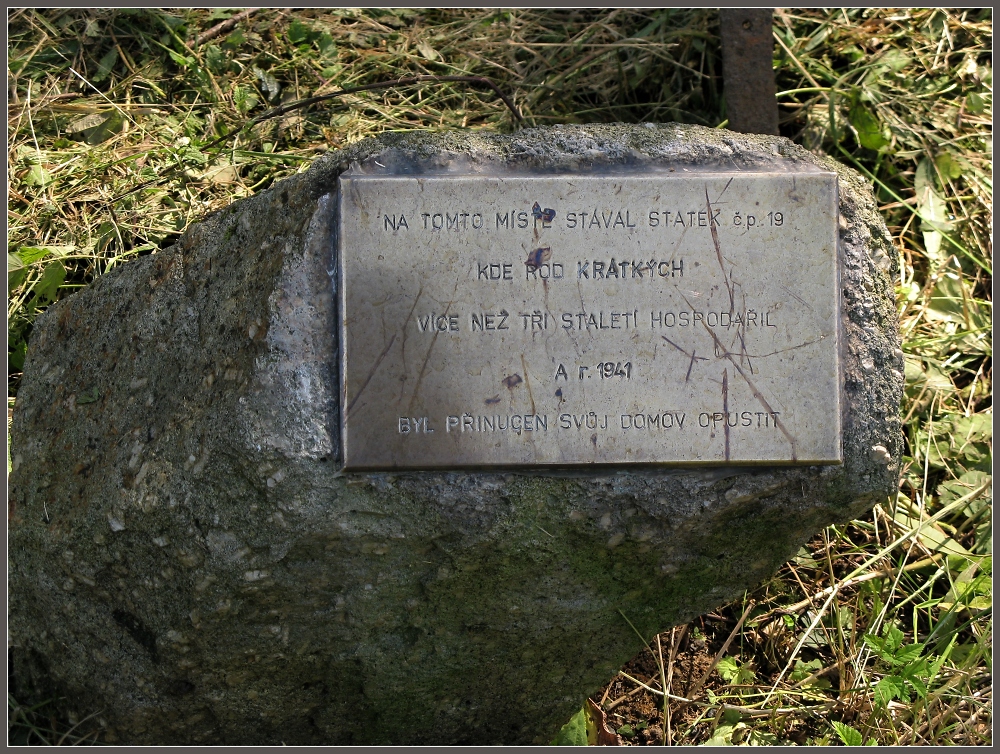 NA TOMTO MÍSTĚ STÁVAL STATEK čp. 19
KDE ROD KRÁTKÝCH
VÍCE NEŽ TŘI STALETÍ HOSPODAŘIL
A r. 1941
BYL PŘINUCEN SVŮJ DOMOV OPUSTIT